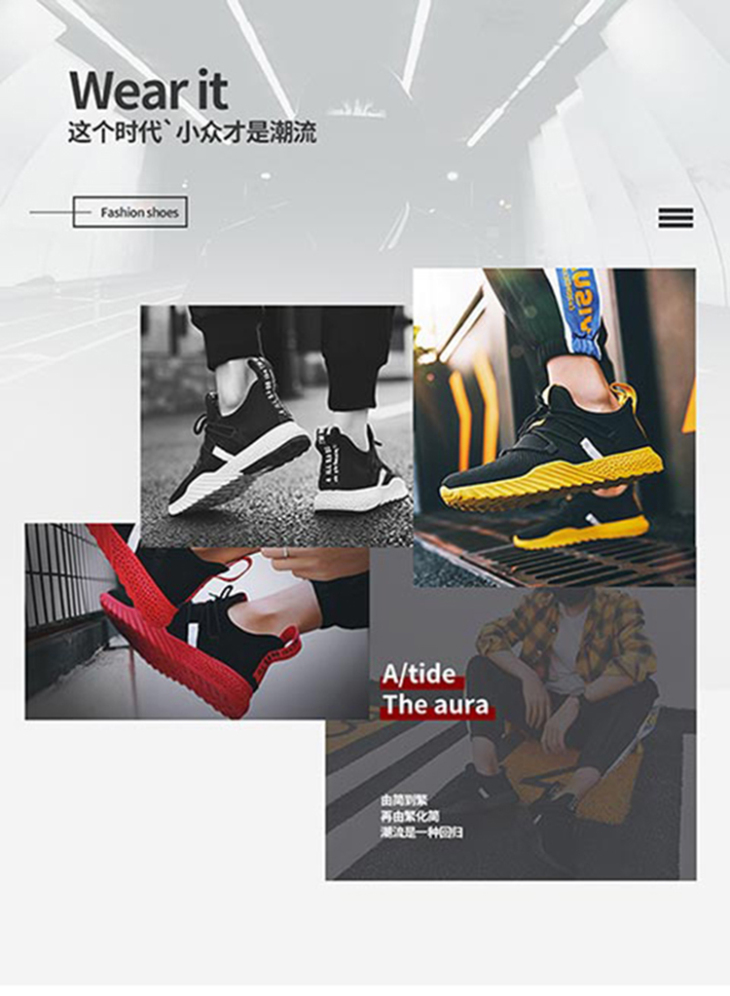 Wear it
这个时代`小众才是潮流
Fashion shoes
A/tide
The aura
由简到繁
再由繁化简
潮流是一种回归